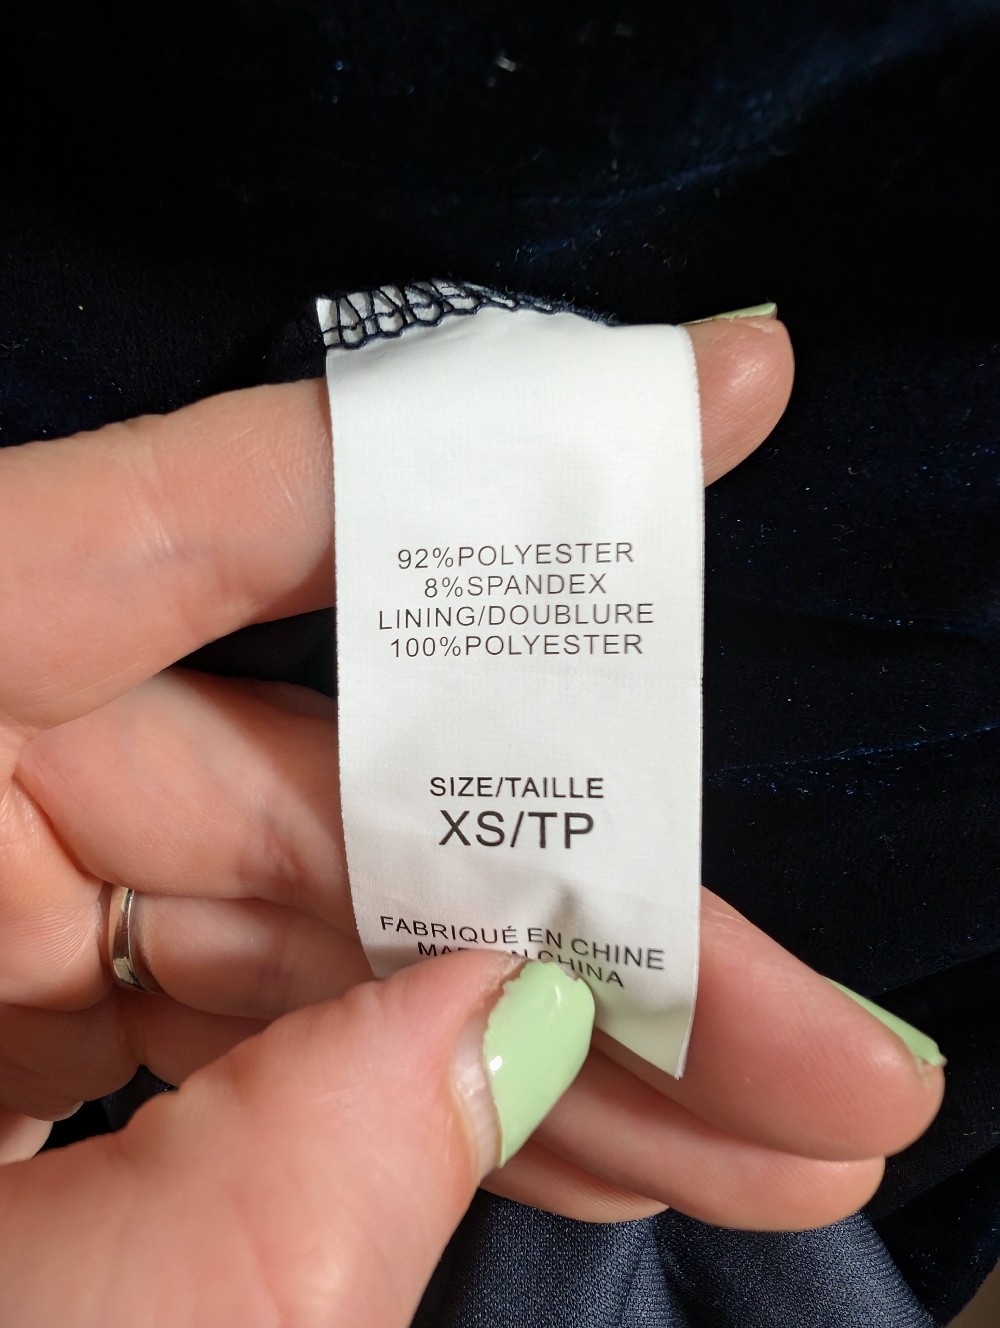 92%POLYESTER
8%SPANDEX
LINING/DOUBLURE
100%POLYESTER
SIZE/TAILLE
XS/TP
FABRIQUÉ EN CHINE
CHINA